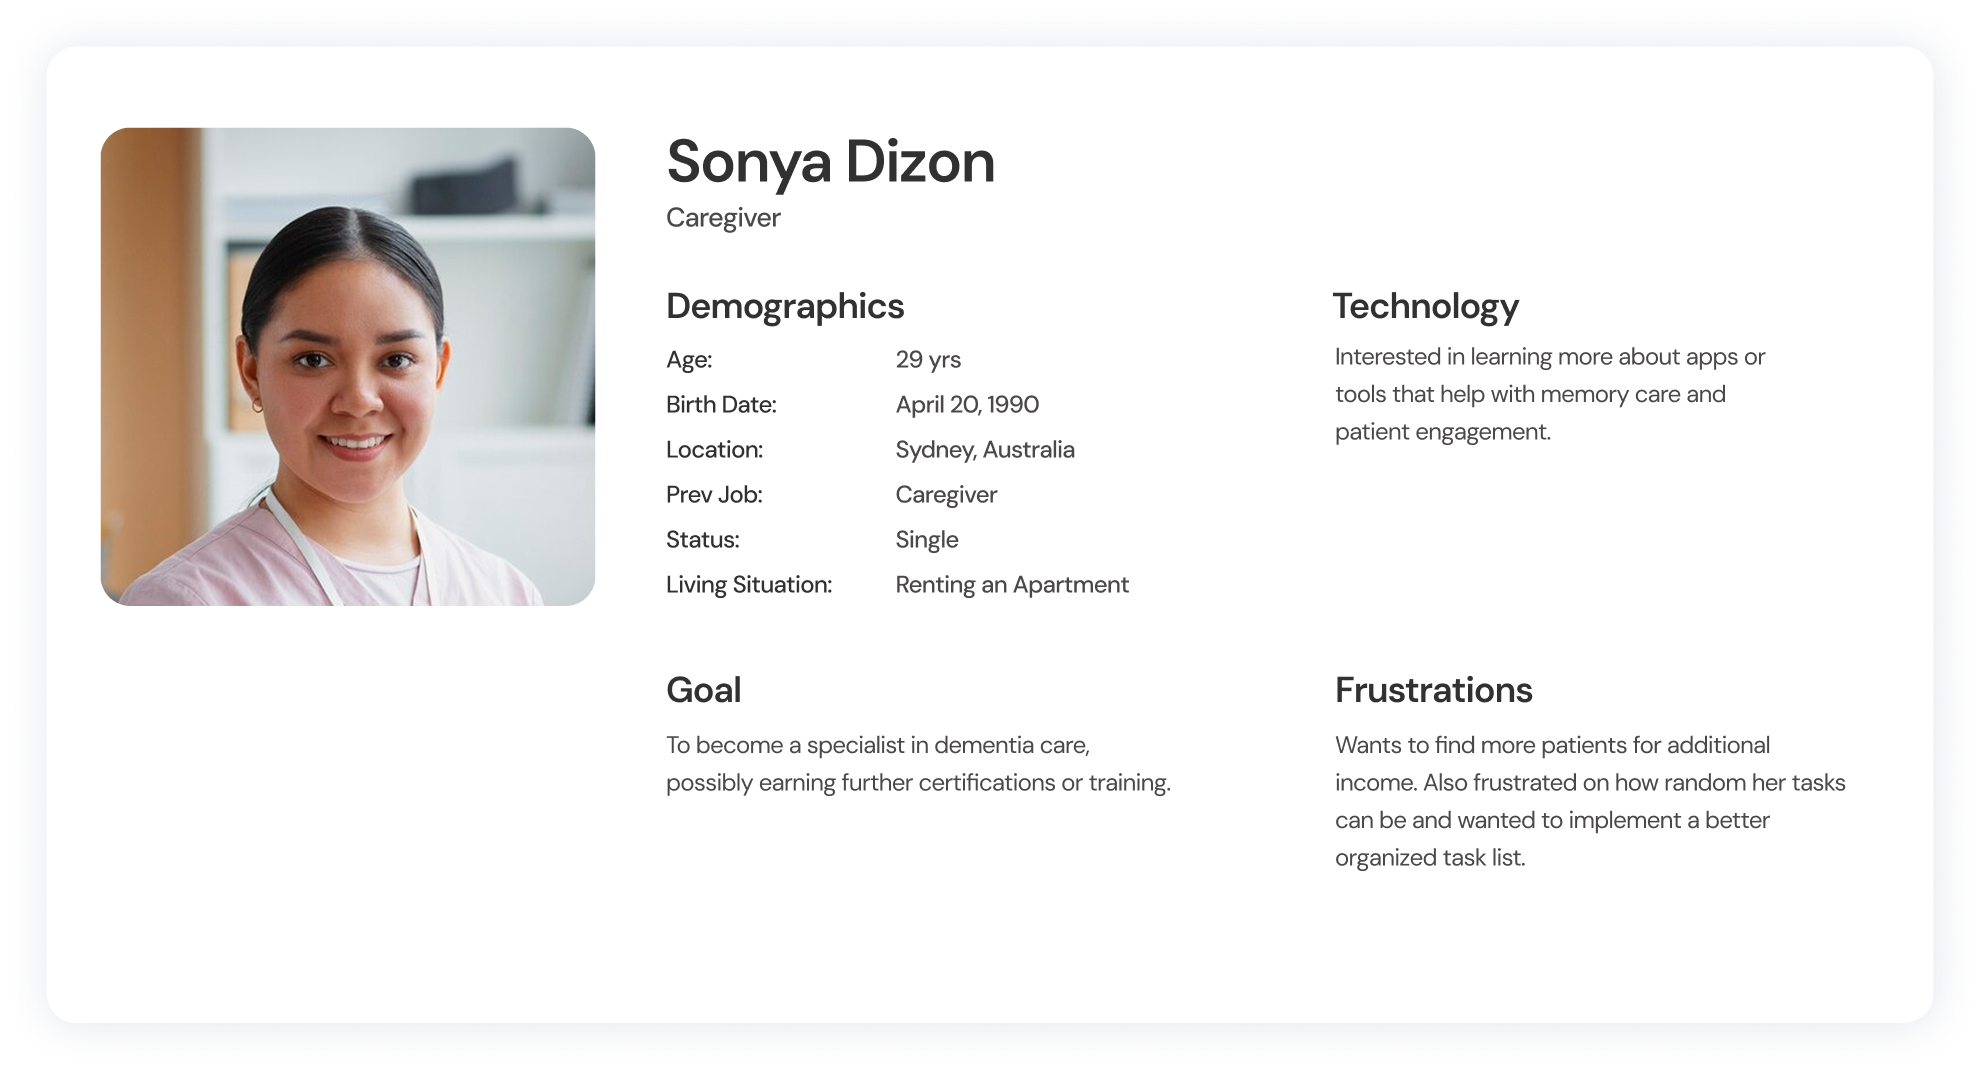 Sonya Dizon
Caregiver
Demographics
Age: 29 yrs
Birth Date: April 20, 1990
Location: Sydney, Australia
Prev Job: Caregiver
Status: Single
Living Situation: Renting an Apartment
Technology
Interested in learning more about apps or
tools that help with memory care and
patient engagement.
Goal
To become a specialist in dementia care,
possibly earning further certifications or training.
Frustrations
Wants to find more patients for additional
income. Also frustrated on how random her tasks
can be and wanted to implement a better
organized task list.